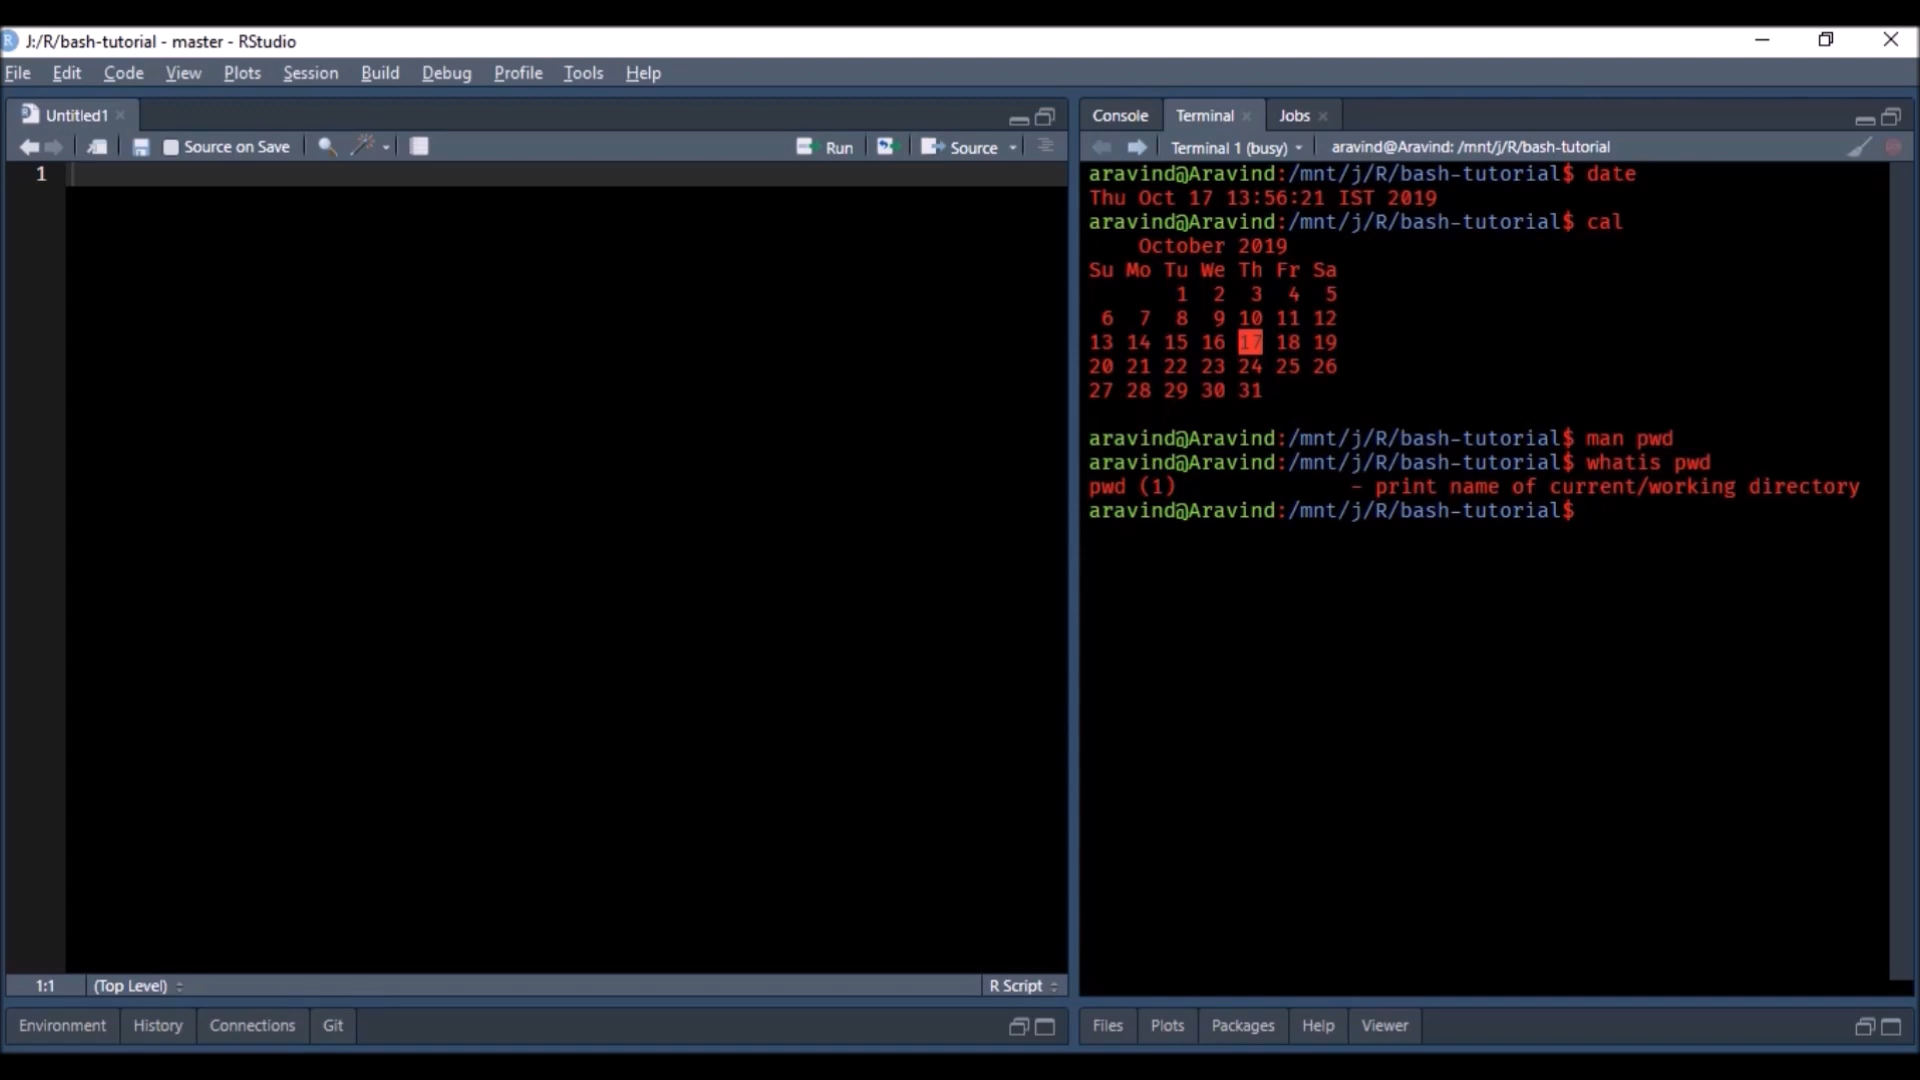 J:/R/bash-tutorial - master - RStudio
File Edit Code View Plots Session Build Debug Profile Tools Help
Untitled1
Source on Save Run Source
1
1:1 (Top Level) R Script
Environment History Connections Git
Console Terminal Jobs
Terminal 1 (busy) aravind@Aravind: /mnt/j/R/bash-tutorial
aravind@Aravind:/mnt/j/R/bash-tutorial$ date
Thu Oct 17 13:56:21 IST 2019
aravind@Aravind:/mnt/j/R/bash-tutorial$ cal
October 2019
Su Mo Tu We Th Fr Sa
1 2 3 4 5
6 7 8 9 10 11 12
13 14 15 16 17 18 19
20 21 22 23 24 25 26
27 28 29 30 31
aravind@Aravind:/mnt/j/R/bash-tutorial$ man pwd
aravind@Aravind:/mnt/j/R/bash-tutorial$ whatis pwd
pwd (1) - print name of current/working directory
aravind@Aravind:/mnt/j/R/bash-tutorial$
Files Plots Packages Help Viewer